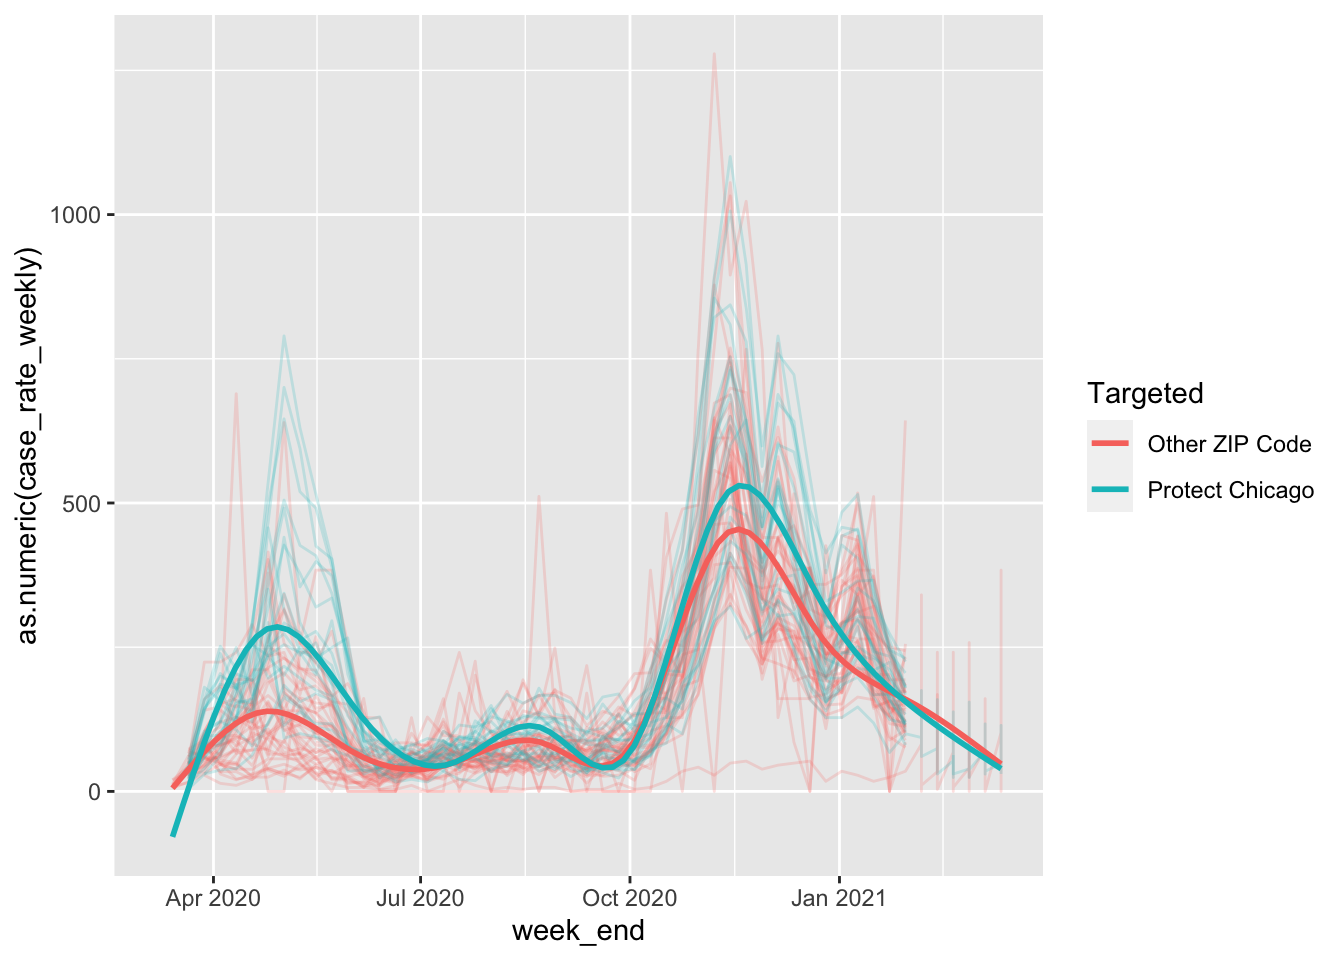 as.numeric(case_rate_weekly)
1000
500
0
Apr 2020
Jul 2020
Oct 2020
Jan 2021
week_end
Targeted
Other ZIP Code
Protect Chicago